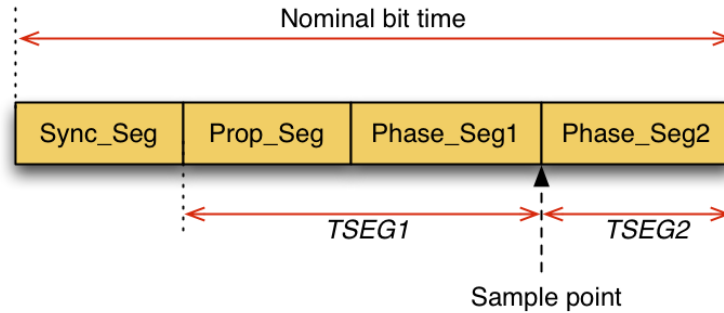 Nominal bit time
Sync_Seg Prop_Seg Phase_Seg1 Phase_Seg2
TSEG1 TSEG2
Sample point